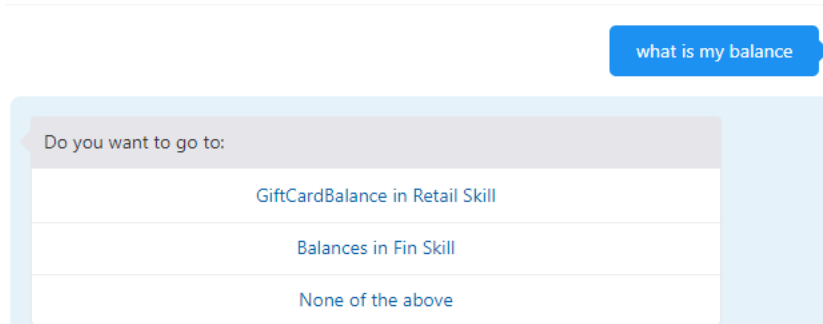 what is my balance
Do you want to go to:
GiftCardBalance in Retail Skill
Balances in Fin Skill
None of the above